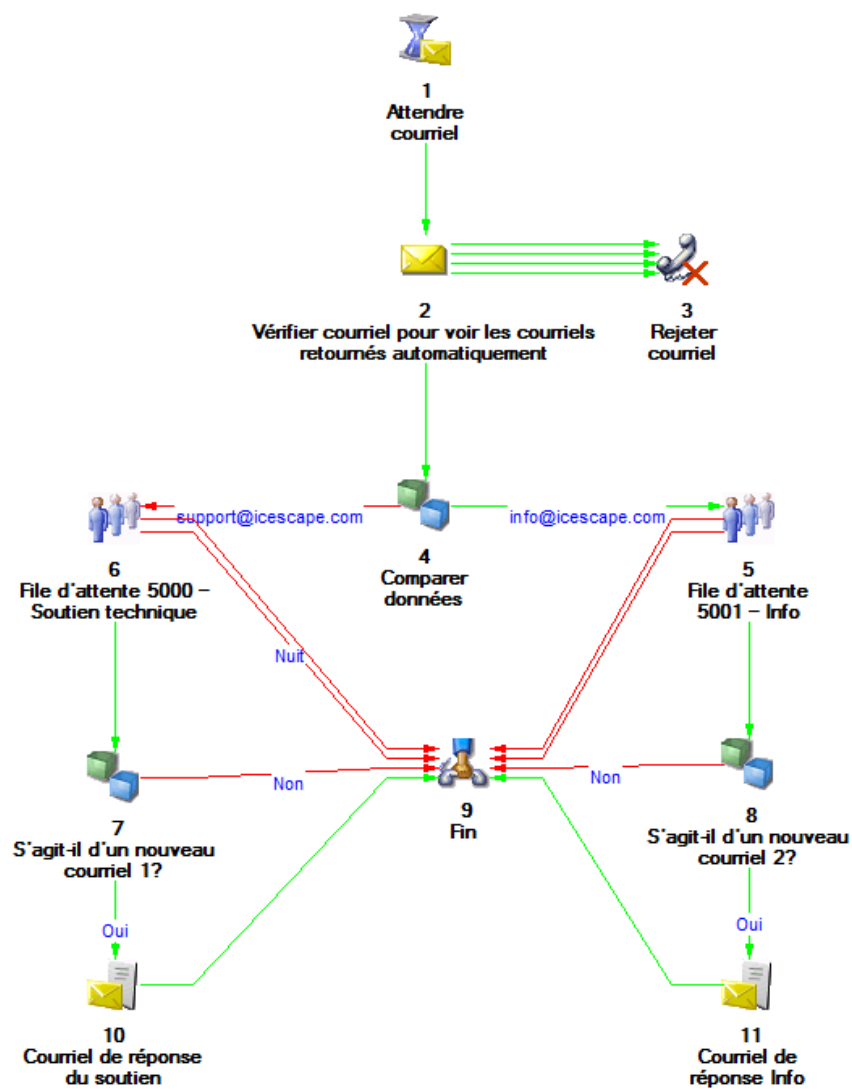 1
Attendre
courriel
2
Vérifier courriel pour voir les courriels
retournés automatiquement
3
Rejeter
courriel
support@icescape.com
info@icescape.com
4
Comparer
données
6
File d'attente 5000 –
Soutien technique
5
File d'attente
5001 – Info
Nuit
Non
Non
9
Fin
7
S'agit-il d'un nouveau
courriel 1?
8
S'agit-il d'un nouveau
courriel 2?
Oui
Oui
10
Courriel de réponse
du soutien
11
Courriel de
réponse Info